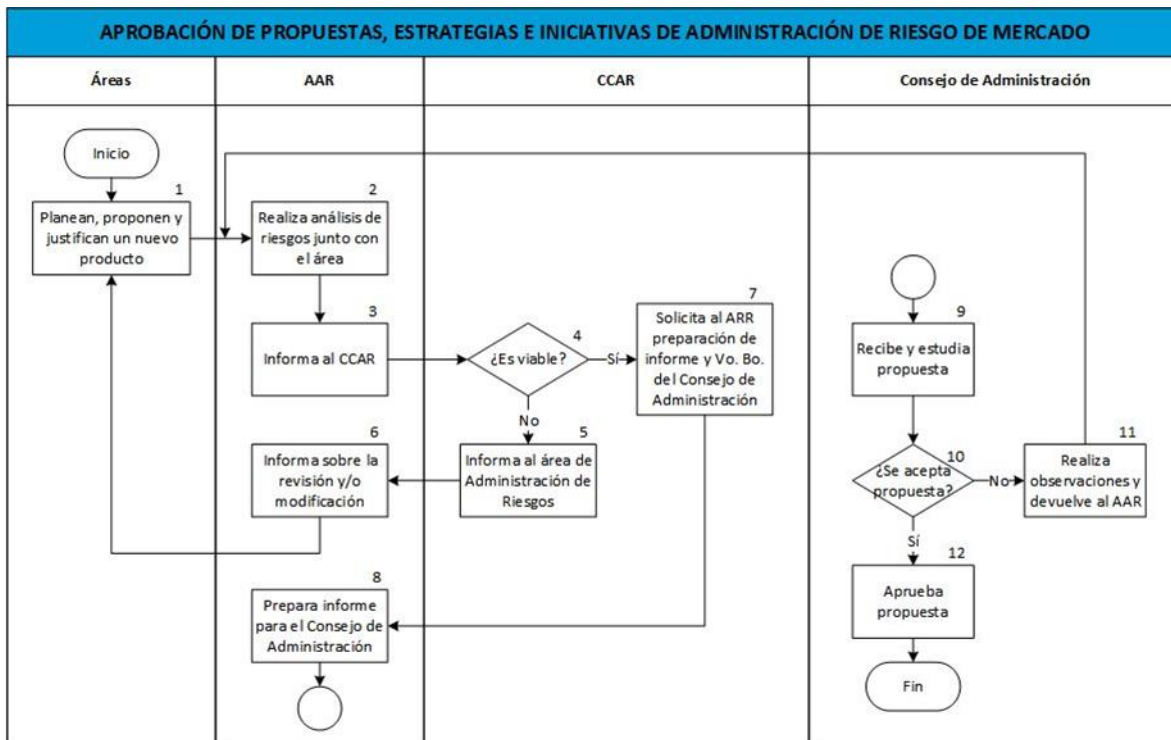 APROBACIÓN DE PROPUESTAS, ESTRATEGIAS E INICIATIVAS DE ADMINISTRACIÓN DE RIESGO DE MERCADO
Áreas
AAR
CCAR
Consejo de Administración
Inicio
1
Planean, proponen y
justifican un nuevo
producto
2
Realiza análisis de
riesgos junto con
el área
3
Informa al CCAR
4
¿Es viable?
Sí
No
5
Informa al área de
Administración de
Riesgos
6
Informa sobre la
revisión y/o
modificación
7
Solicita al ARR
preparación de
informe y Vo. Bo.
del Consejo de
Administración
8
Prepara informe
para el Consejo de
Administración
9
Recibe y estudia
propuesta
10
¿Se acepta
propuesta?
No
Sí
11
Realiza
observaciones y
devuelve al AAR
12
Aprueba
propuesta
Fin